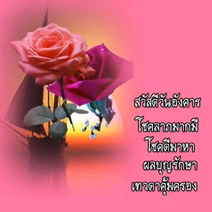 สวัสดีวันอังคาร
โชคลาภมากมี
โชคดีมาหา
ผลบุญรักษา
เทวดาคุ้มครอง